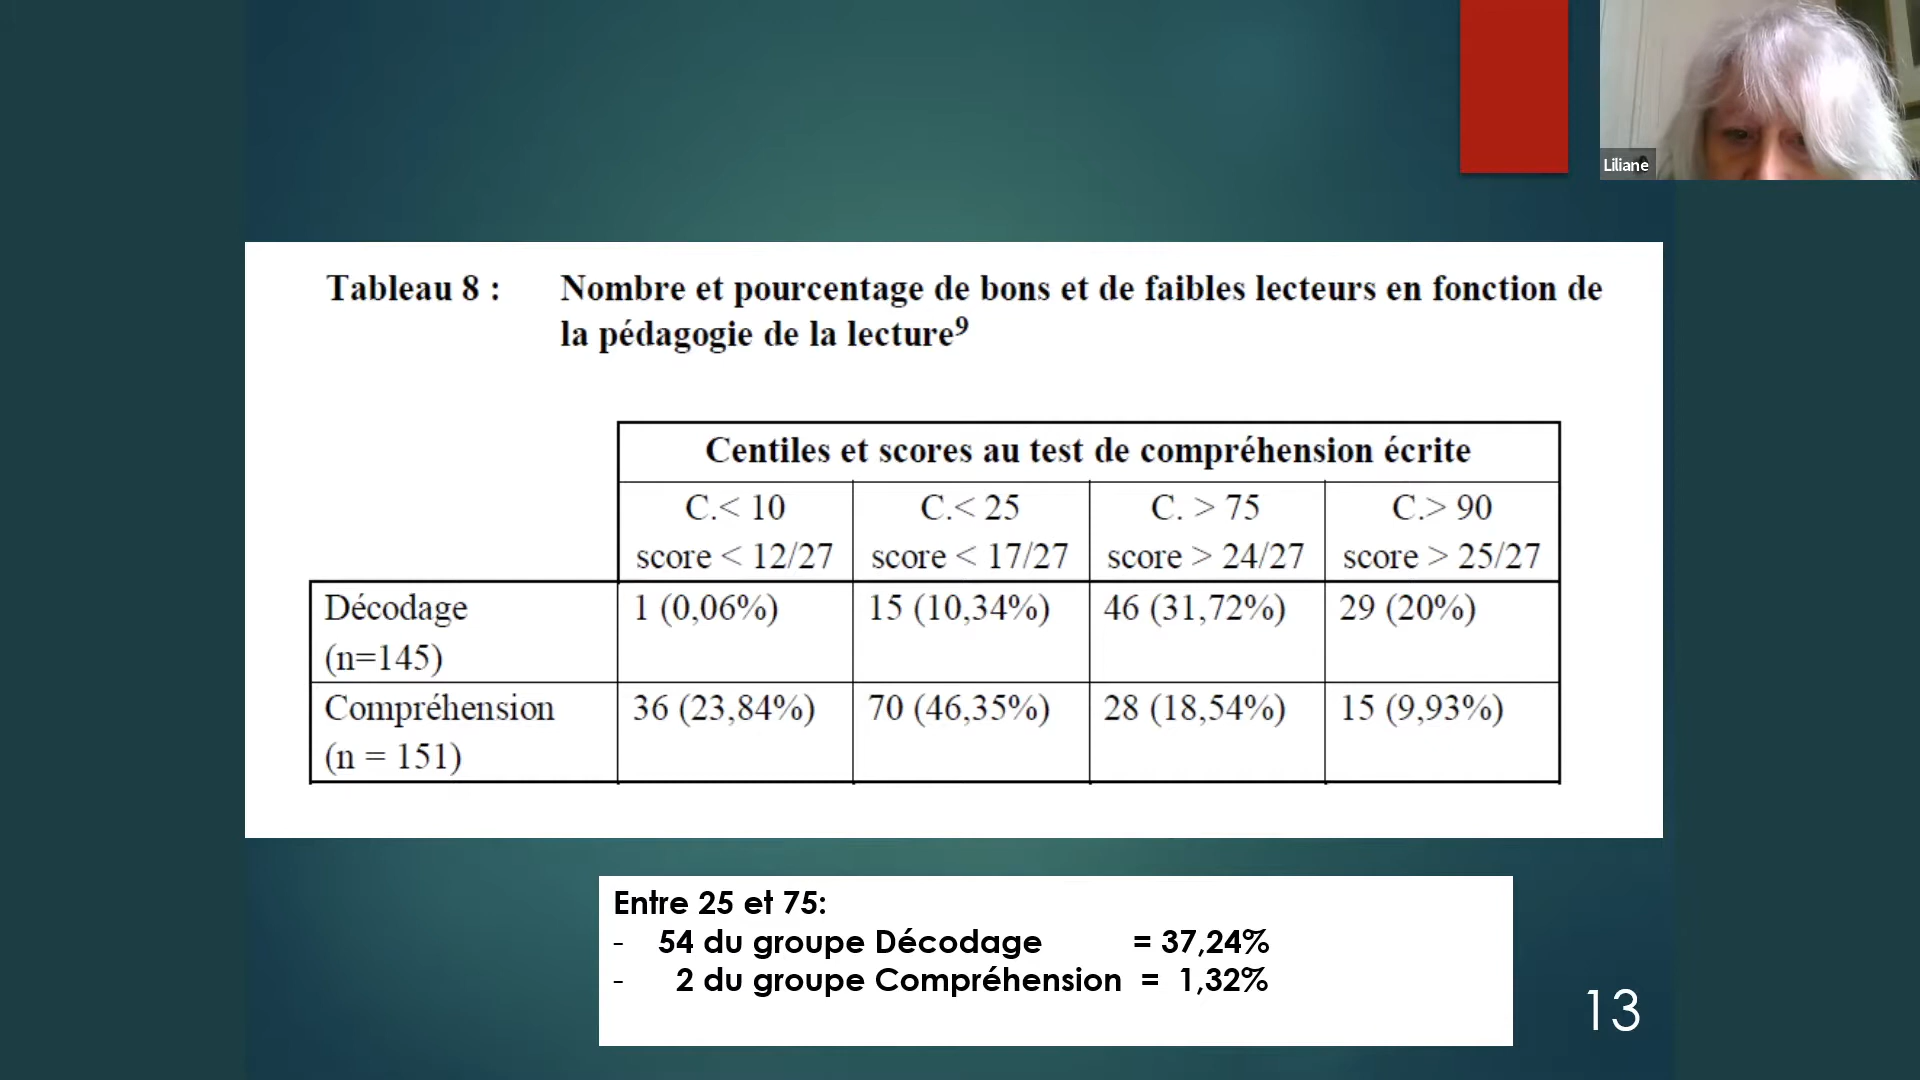 Liliane
Tableau 8 : Nombre et pourcentage de bons et de faibles lecteurs en fonction de
la pédagogie de la lecture9
Centiles et scores au test de compréhension écrite
C.< 10 C.< 25 C. > 75 C.> 90
score < 12/27 score < 17/27 score > 24/27 score > 25/27
Décodage 1 (0,06%) 15 (10,34%) 46 (31,72%) 29 (20%)
(n=145)
Compréhension 36 (23,84%) 70 (46,35%) 28 (18,54%) 15 (9,93%)
(n = 151)
Entre 25 et 75:
- 54 du groupe Décodage = 37,24%
- 2 du groupe Compréhension = 1,32%
13